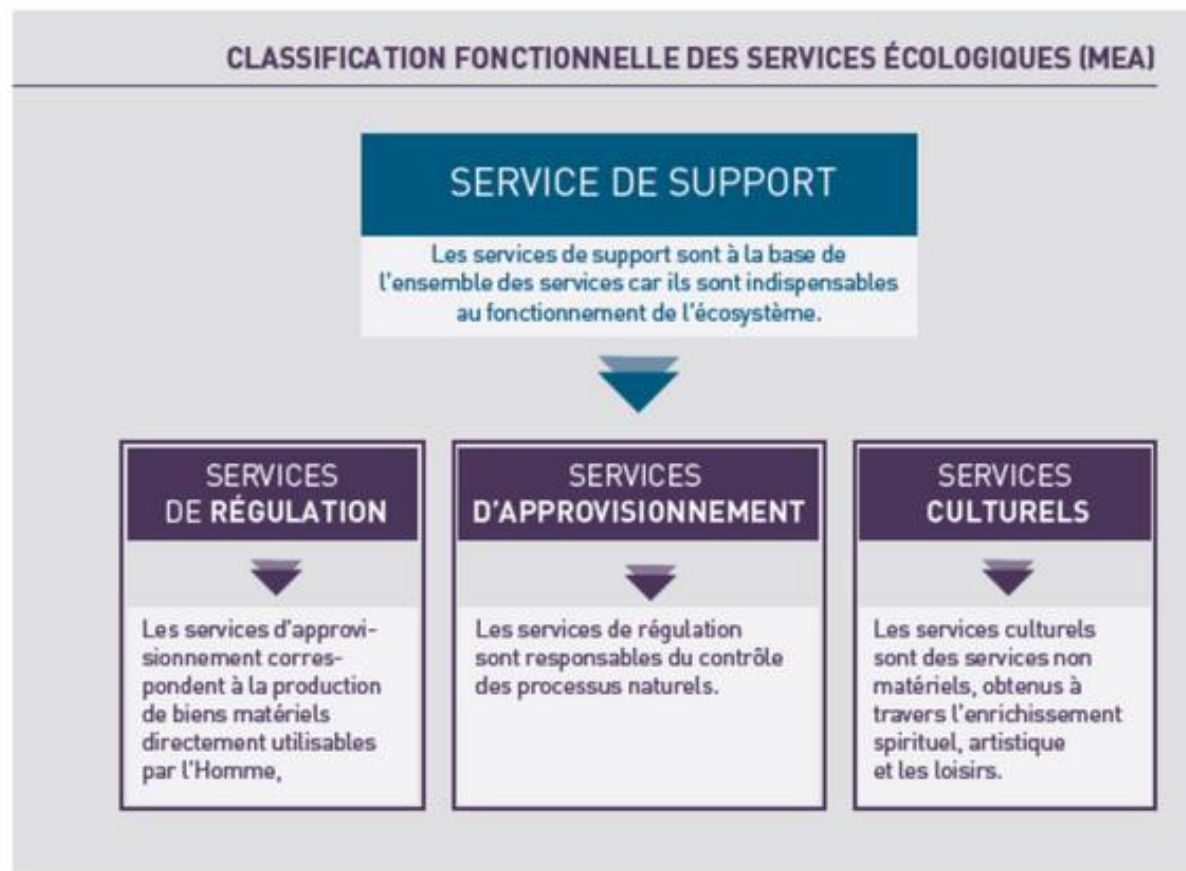 CLASSIFICATION FONCTIONNELLE DES SERVICES ÉCOLOGIQUES (MEA)
SERVICE DE SUPPORT
Les services de support sont à la base de
l'ensemble des services car ils sont indispensables
au fonctionnement de l'écosystème.
SERVICES
DE RÉGULATION
Les services d'approvi-
sionnement corres-
pondent à la production
de biens matériels
directement utilisables
par l'Homme,
SERVICES
D'APPROVISIONNEMENT
Les services de régulation
sont responsables du contrôle
des processus naturels.
SERVICES
CULTURELS
Les services culturels
sont des services non
matériels, obtenus à
travers l'enrichissement
spirituel, artistique
et les loisirs.